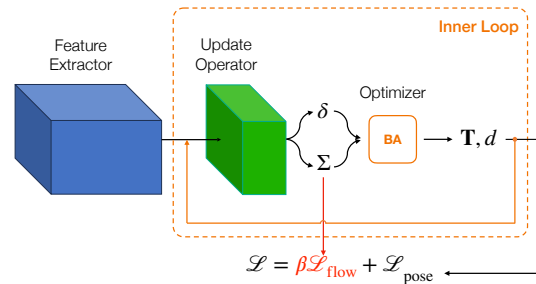 Inner Loop
Feature
Extractor
Update
Operator
Optimizer
δ
Σ
BA
T, d
ℒ = βℒ_flow + ℒ_pose